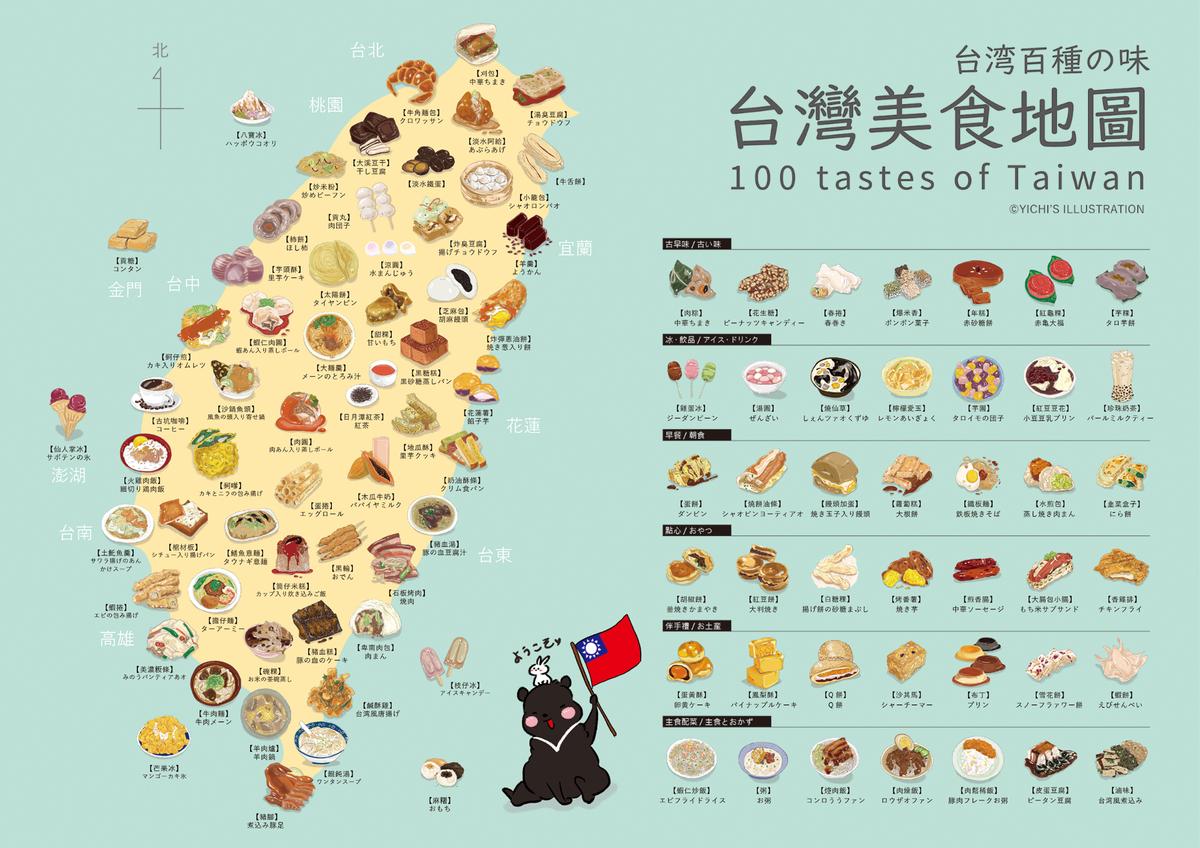 台湾百種の味
台灣美食地圖
100 tastes of Taiwan
©YICHI'S ILLUSTRATION
北
台北
桃園
宜蘭
金門
台中
花蓮
澎湖
台南
台東
高雄
ようこそ♥
【刈包】
中華ちまき
【牛角麵包】
クロワッサン
【湯臭豆腐】
チョウドウフ
【八寶冰】
ハッポウコオリ
【淡水阿給】
あぶらあげ
【大溪豆干】
干し豆腐
【牛舌餅】
【炒米粉】
炒めビーフン
【淡水鐵蛋】
【小籠包】
シャオロンパオ
【貢丸】
肉団子
【柿餅】
ほし柿
【炸臭豆腐】
揚げチョウドウフ
【羊羹】
ようかん
【貢糖】
コンタン
【芋頭酥】
里芋ケーキ
【涼圓】
水まんじゅう
【太陽餅】
タイヤンビン
【芝麻包】
胡麻饅頭
【甜粿】
甘いもち
【炸彈蔥油餅】
焼き葱入り餅
【蝦仁肉圓】
蝦あん入り蒸しボール
【蚵仔煎】
カキ入りオムレツ
【大麵羹】
メーンのとろみ汁
【黑糖糕】
黒砂糖蒸しパン
【沙鍋魚頭】
風魚の頭入り寄せ鍋
【花蓮薯】
餡子芋
【古坑咖啡】
コーヒー
【日月潭紅茶】
紅茶
【仙人掌冰】
サボテンの氷
【肉圓】
肉あん入り蒸しボール
【地瓜酥】
里芋クッキ
【火雞肉飯】
細切り鶏肉飯
【蚵嗲】
カキとニラの包み揚げ
【奶油酥條】
クリム食パン
【蛋捲】
エッグロール
【木瓜牛奶】
パパイヤミルク
【土魠魚羹】
サワラ揚げのあん
かけスープ
【棺材板】
シチュー入り揚げパン
【鱔魚意麵】
タウナギ意麺
【豬血湯】
豚の血豆腐汁
【黑輪】
おでん
【筒仔米糕】
カップ入り炊き込みご飯
【石板烤肉】
焼肉
【蝦捲】
エビの包み揚げ
【擔仔麵】
ターアーミー
【豬血糕】
豚の血のケーキ
【卑南肉包】
肉まん
【美濃粄條】
みのうバンティアあオ
【碗粿】
お米の茶碗蒸し
【枝仔冰】
アイスキャンデー
【牛肉麵】
牛肉メーン
【鹹酥雞】
台湾風唐揚げ
【羊肉爐】
羊肉鍋
【芒果冰】
マンゴーカキ氷
【餛飩湯】
ワンタンスープ
【豬腳】
煮込み豚足
【麻糬】
おもち
古早味/古い味
【肉粽】
中華ちまき
【花生糖】
ピーナッツキャンディー
【春捲】
春巻き
【爆米香】
ポンポン菓子
【年糕】
赤砂糖餅
【紅龜粿】
赤亀大福
【芋粿】
タロ芋餅
冰·飲品/アイス·ドリンク
【雞蛋冰】
ジーダンビーン
【湯圓】
ぜんざい
【燒仙草】
しぇんファオくずゆ
【檸檬愛玉】
レモンあいぎょく
【芋圓】
タロイモの団子
【紅豆豆花】
小豆豆乳プリン
【珍珠奶茶】
パールミルクティー
早餐/朝食
【蛋餅】
ダンビン
【燒餅油條】
シャオビンヨーティアオ
【饅頭加蛋】
焼き玉子入り饅頭
【蘿蔔糕】
大根餅
【鐵板麵】
鉄板焼きそば
【水煎包】
蒸し焼き肉まん
【韭菜盒子】
にら餅
點心/おやつ
【胡椒餅】
釜焼きかまやき
【紅豆餅】
大判焼き
【白糖粿】
揚げ餅の砂糖まぶし
【烤番薯】
焼き芋
【煎香腸】
中華ソーセージ
【大腸包小腸】
もち米サブサンド
【香雞排】
チキンフライ
伴手禮/お土産
【蛋黃酥】
卵黄ケーキ
【鳳梨酥】
パイナップルケーキ
【Q餅】
Q餅
【沙其馬】
シャーチーマー
【布丁】
プリン
【雪花餅】
スノーフラァワー餅
【蝦餅】
えびせんべい
主食配菜/主食とおかず
【蝦仁炒飯】
エビフライドライス
【粥】
お粥
【焢肉飯】
コンロウうファン
【肉燥飯】
ロウザオファン
【肉鬆稀飯】
豚肉フレークお粥
【皮蛋豆腐】
ピータン豆腐
【滷味】
台湾風煮込み